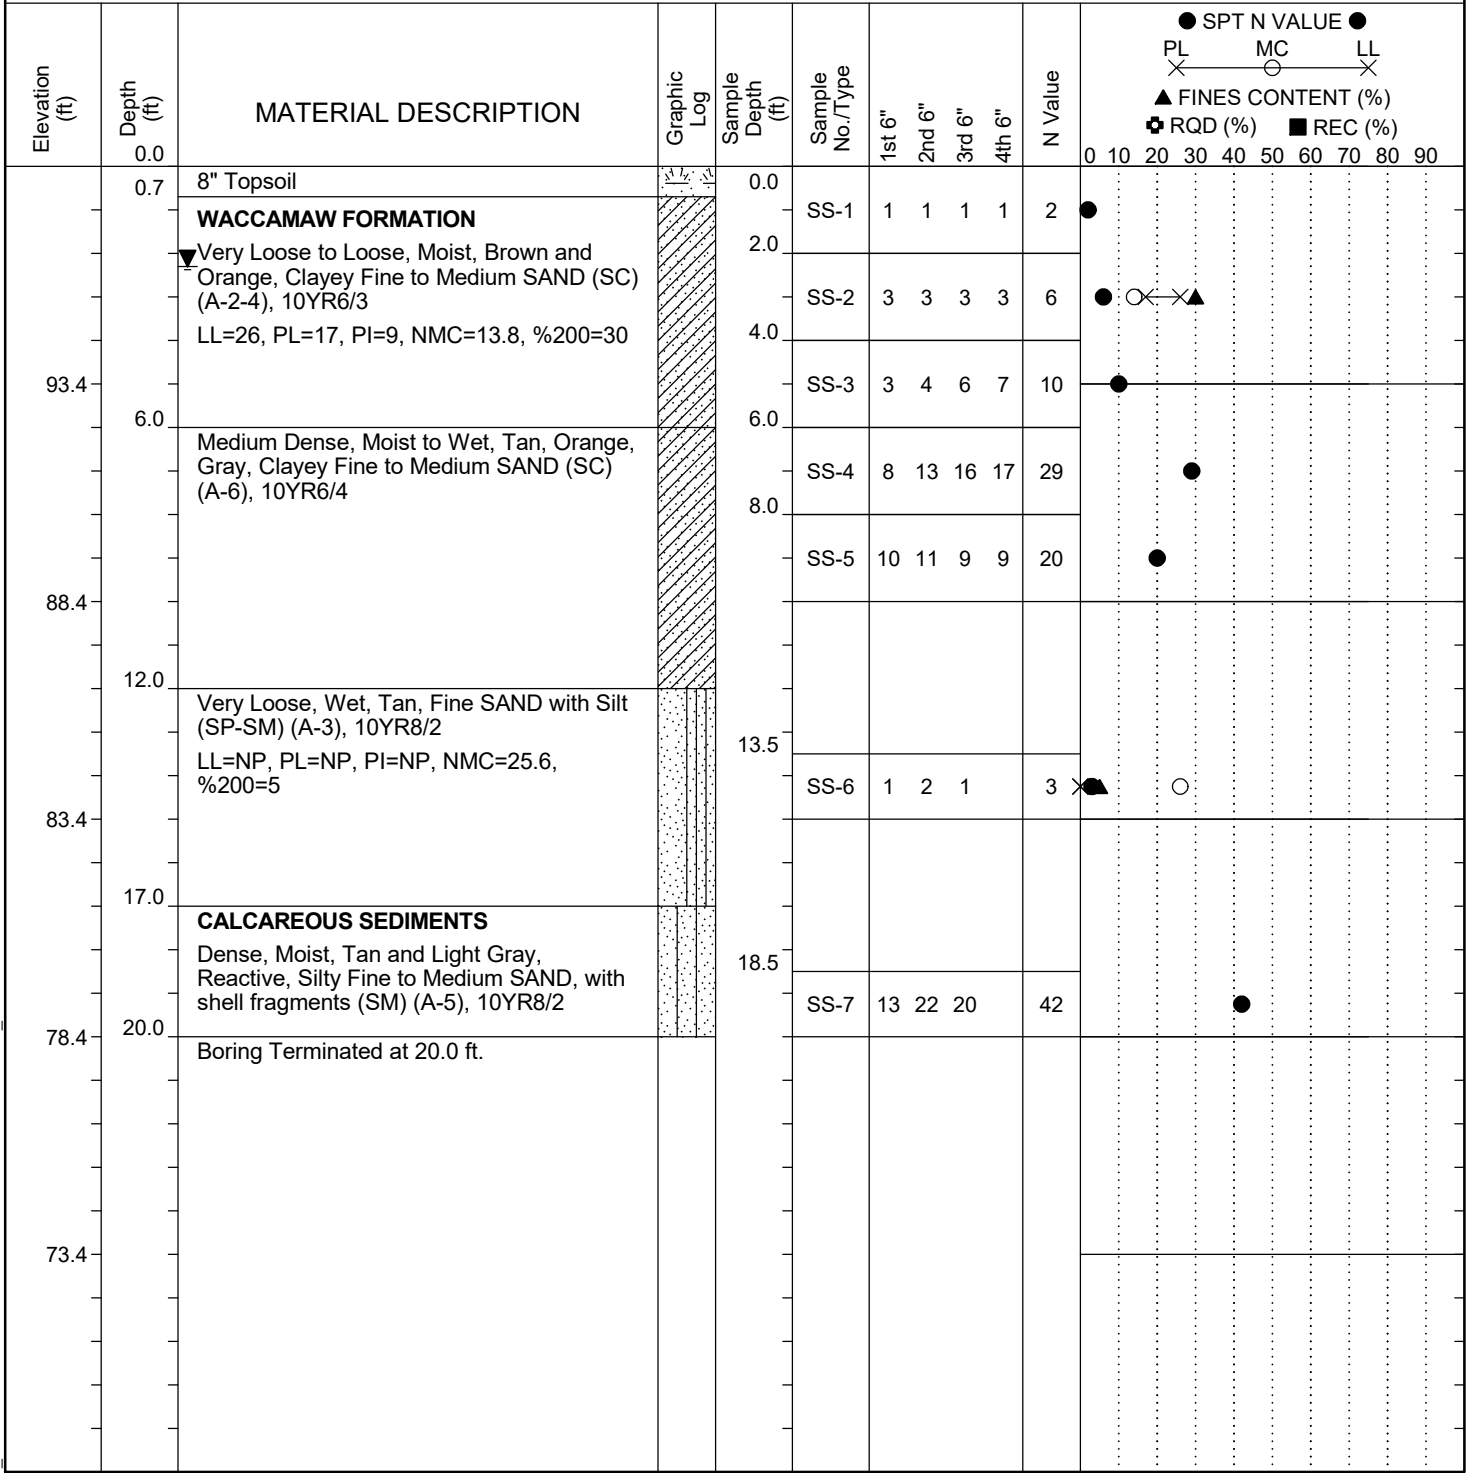 ● SPT N VALUE ●
PL MC LL
▲ FINES CONTENT (%)
RQD (%) ■ REC (%)
0 10 20 30 40 50 60 70 80 90
Elevation
(ft)
Depth
(ft)
0.0
MATERIAL DESCRIPTION
Graphic
Log
Sample
Depth
(ft)
Sample
No./Type
1st 6"
2nd 6"
3rd 6"
4th 6"
N Value
0.7 8" Topsoil 0.0
WACCAMAW FORMATION
SS-1 1 1 1 1 2
2.0
Very Loose to Loose, Moist, Brown and
Orange, Clayey Fine to Medium SAND (SC)
(A-2-4), 10YR6/3
SS-2 3 3 3 3 6
LL=26, PL=17, PI=9, NMC=13.8, %200=30
4.0
93.4 SS-3 3 4 6 7 10
6.0 6.0
Medium Dense, Moist to Wet, Tan, Orange,
Gray, Clayey Fine to Medium SAND (SC)
(A-6), 10YR6/4
SS-4 8 13 16 17 29
8.0
SS-5 10 11 9 9 20
88.4
12.0
Very Loose, Wet, Tan, Fine SAND with Silt
(SP-SM) (A-3), 10YR8/2
13.5
LL=NP, PL=NP, PI=NP, NMC=25.6,
%200=5
SS-6 1 2 1 3
83.4
17.0
CALCAREOUS SEDIMENTS
Dense, Moist, Tan and Light Gray,
Reactive, Silty Fine to Medium SAND, with
shell fragments (SM) (A-5), 10YR8/2
18.5
SS-7 13 22 20 42
20.0
78.4
Boring Terminated at 20.0 ft.
73.4